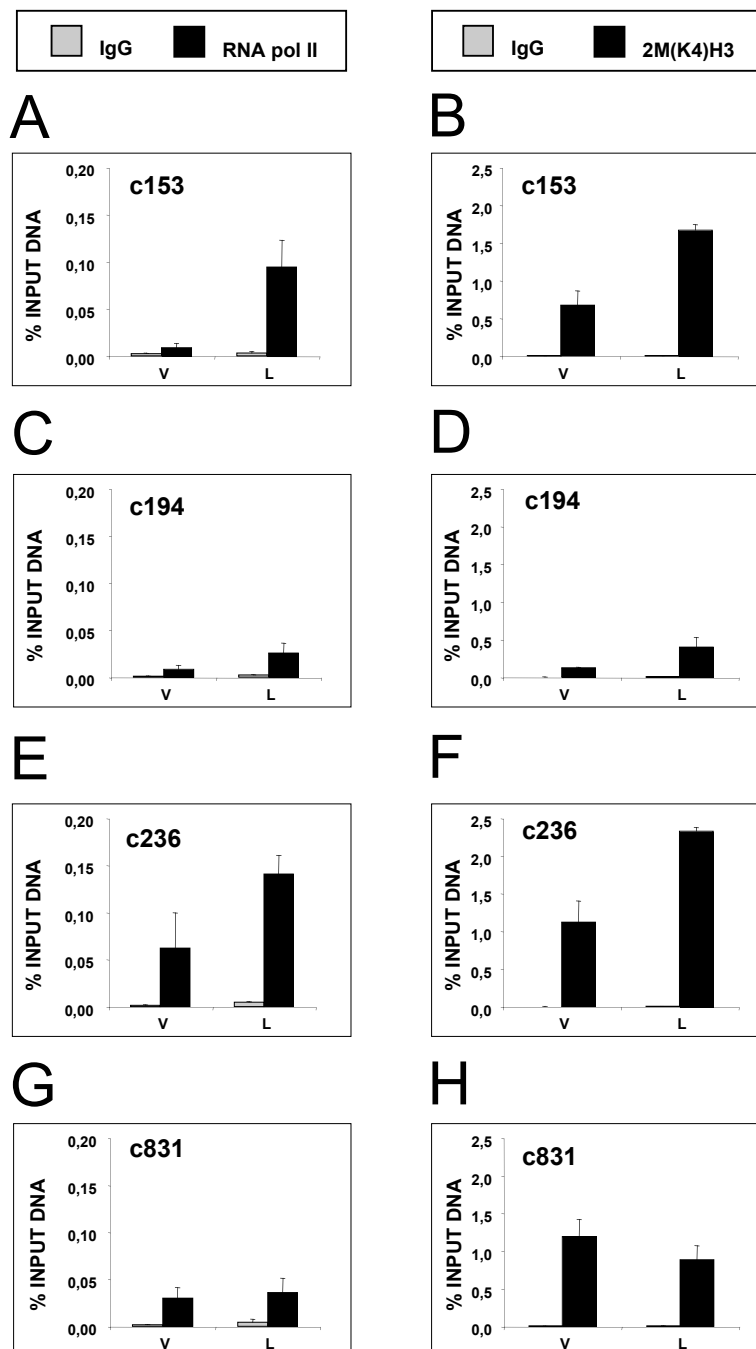 IgG RNA pol II
IgG 2M(K4)H3
A
c153
% INPUT DNA
0,20
0,15
0,10
0,05
0,00
V L
B
c153
% INPUT DNA
2,5
2,0
1,5
1,0
0,5
0,0
V L
C
c194
% INPUT DNA
0,20
0,15
0,10
0,05
0,00
V L
D
c194
% INPUT DNA
2,5
2,0
1,5
1,0
0,5
0,0
V L
E
c236
% INPUT DNA
0,20
0,15
0,10
0,05
0,00
V L
F
c236
% INPUT DNA
2,5
2,0
1,5
1,0
0,5
0,0
V L
G
c831
% INPUT DNA
0,20
0,15
0,10
0,05
0,00
V L
H
c831
% INPUT DNA
2,5
2,0
1,5
1,0
0,5
0,0
V L